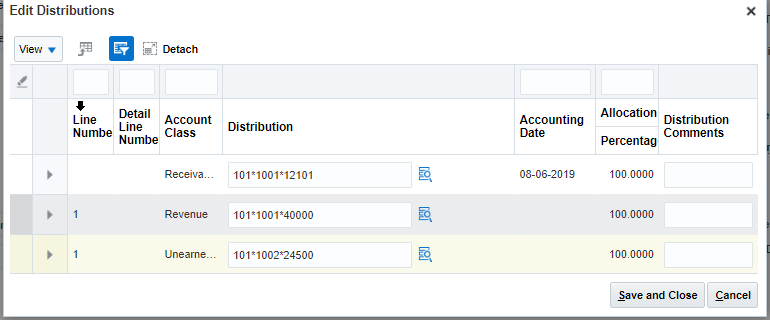 Edit Distributions
View
Detach
Line Numbe
Detail Line Numbe
Account Class
Distribution
Accounting Date
Allocation
Percentag
Distribution Comments
Receiva...
101*1001*12101
08-06-2019
100.0000
1
Revenue
101*1001*40000
100.0000
1
Unearne...
101*1002*24500
100.0000
Save and Close
Cancel